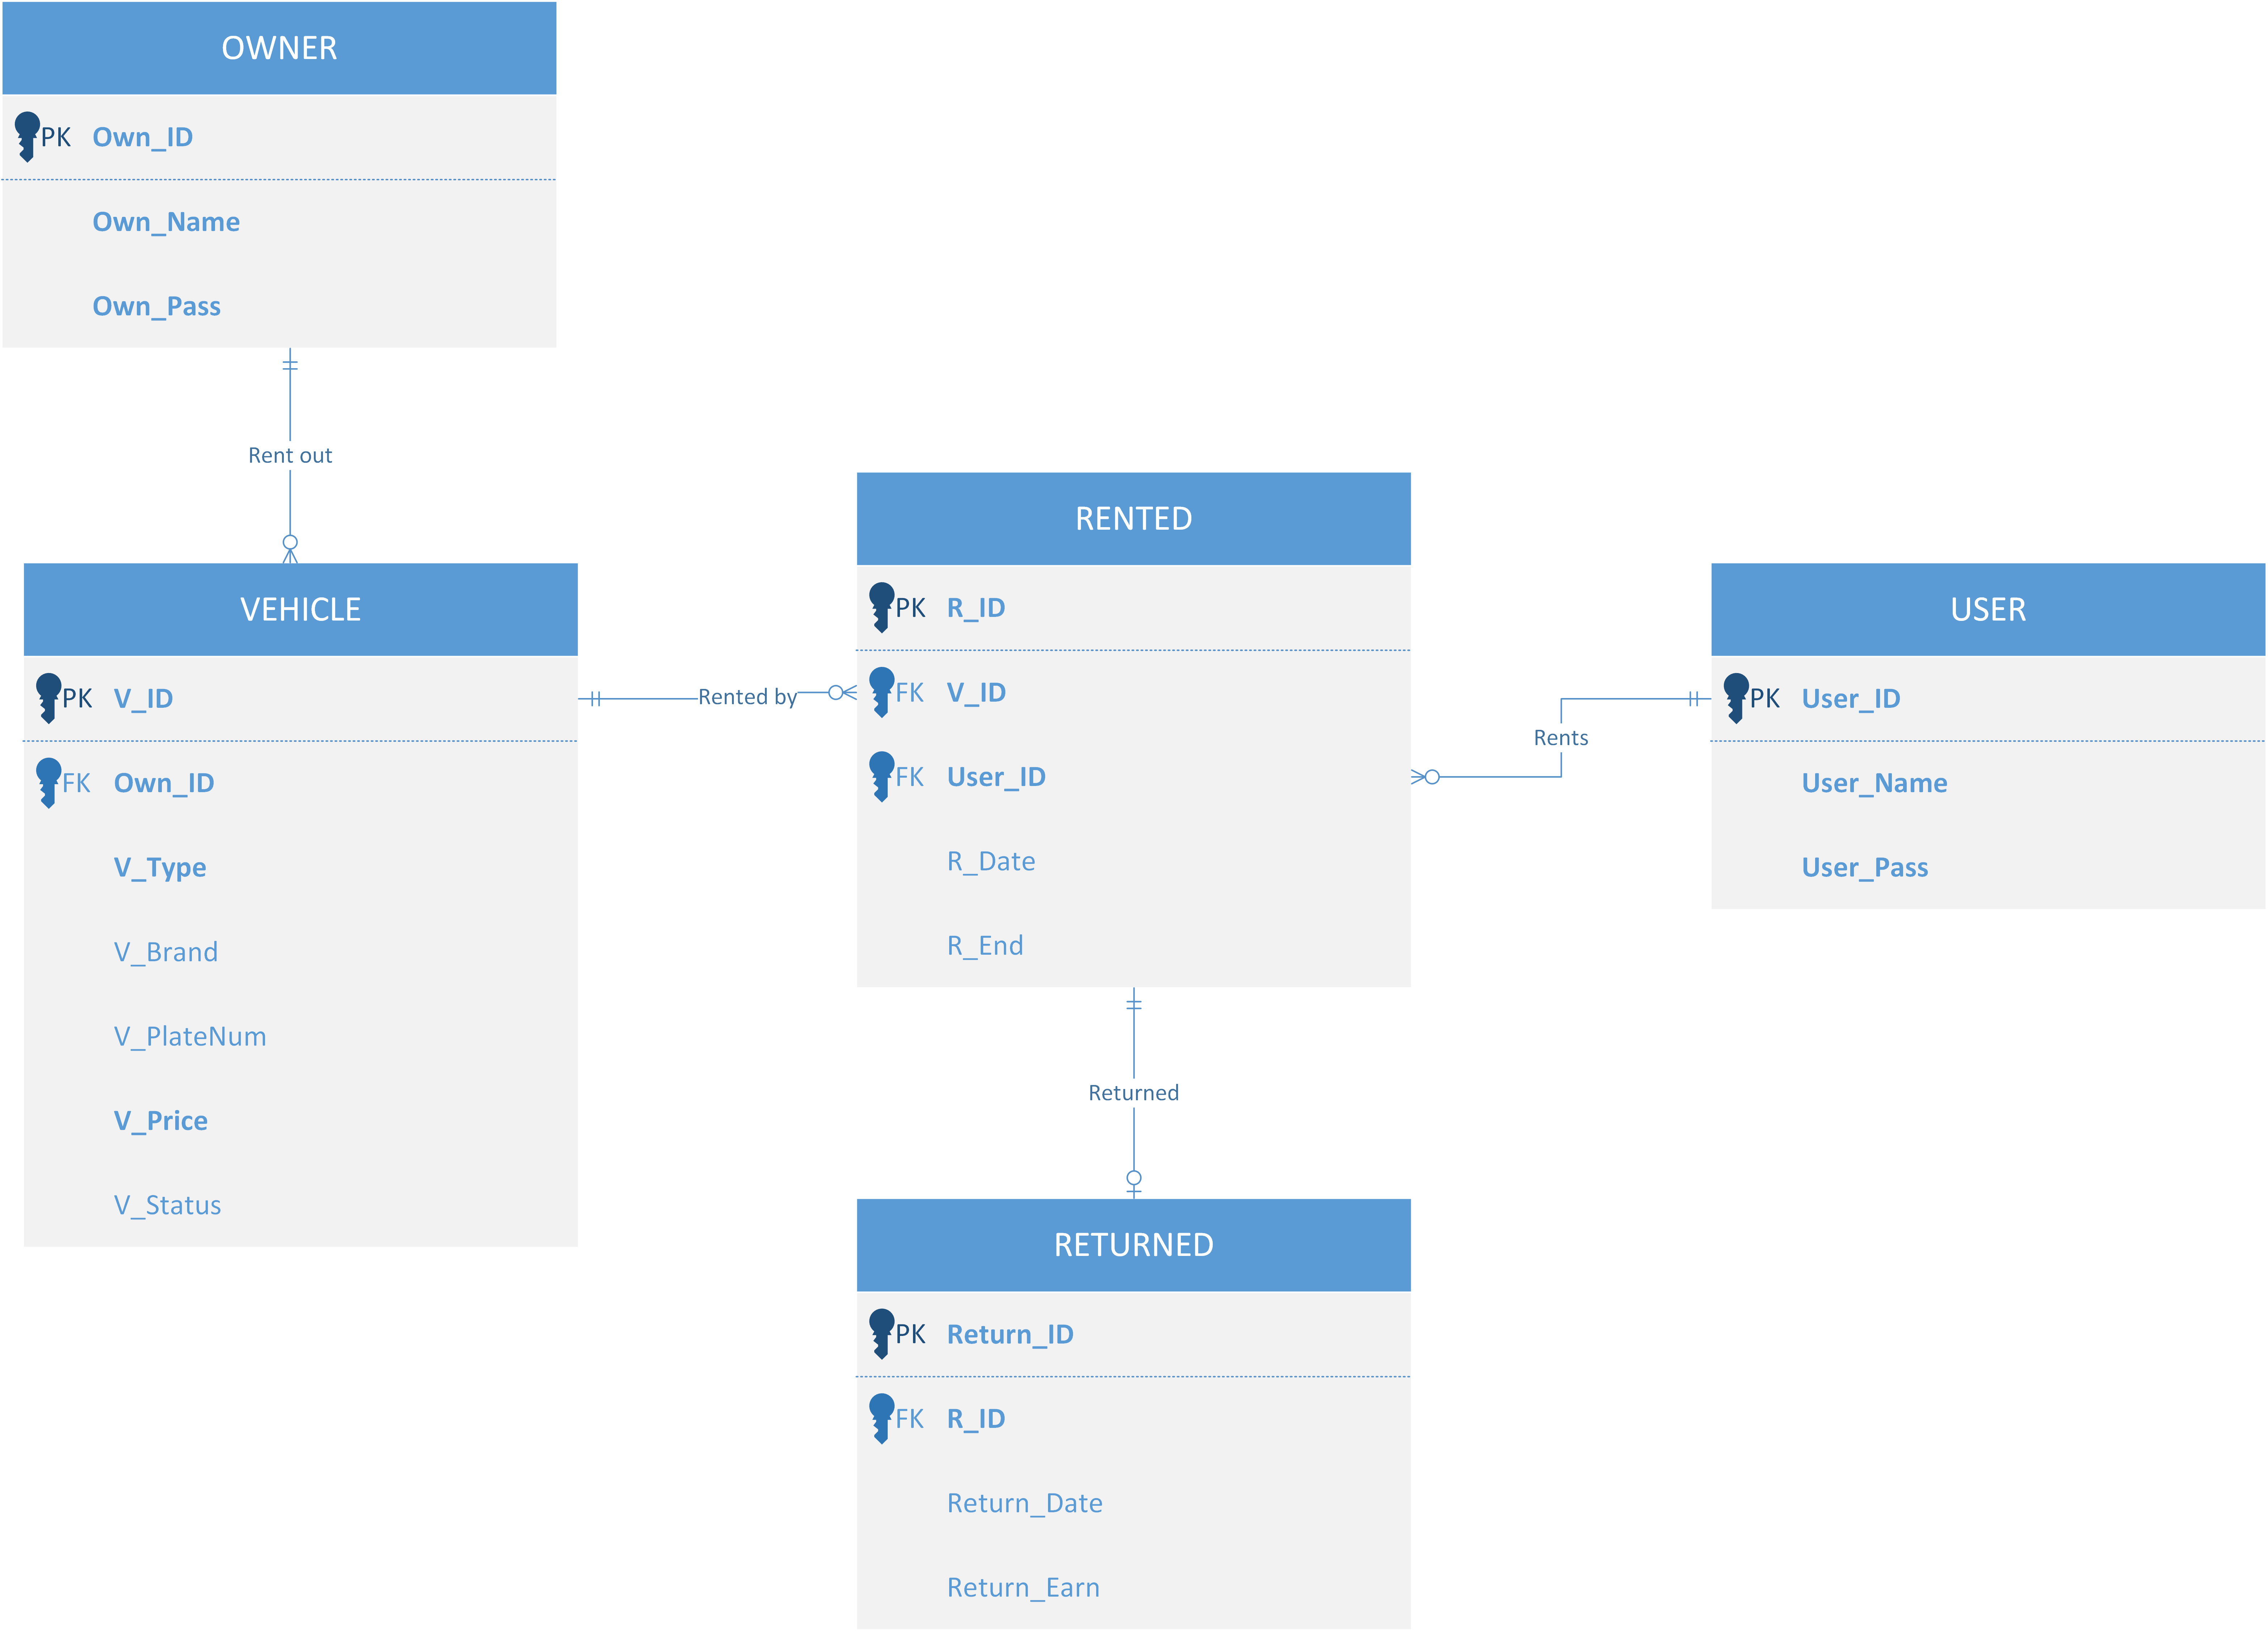 OWNER
PK Own_ID
Own_Name
Own_Pass
Rent out
VEHICLE
PK V_ID
FK Own_ID
V_Type
V_Brand
V_PlateNum
V_Price
V_Status
Rented by
RENTED
PK R_ID
FK V_ID
FK User_ID
R_Date
R_End
Rents
USER
PK User_ID
User_Name
User_Pass
Returned
RETURNED
PK Return_ID
FK R_ID
Return_Date
Return_Earn